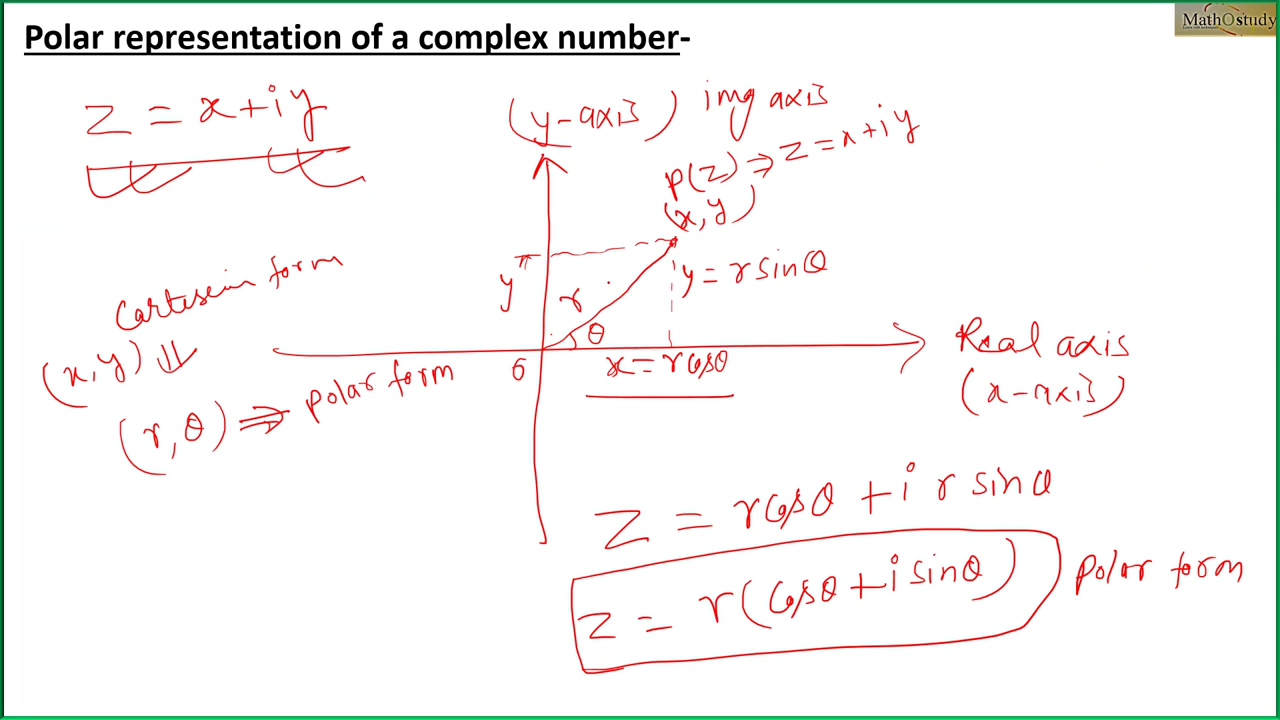 Polar representation of a complex number-
MathOstudy
z = x + iy
(y-axis) img axis
P(z) ⇒ z = x + iy
(x, y)
y
r
θ
y = r sinθ
Cartesein form
(x, y) ⇓
(r, θ) ⇒ polar form
O
x = r cosθ
Real axis
(x-axis)
z = r cosθ + i r sinθ
z = r(cosθ + i sinθ)
Polar form